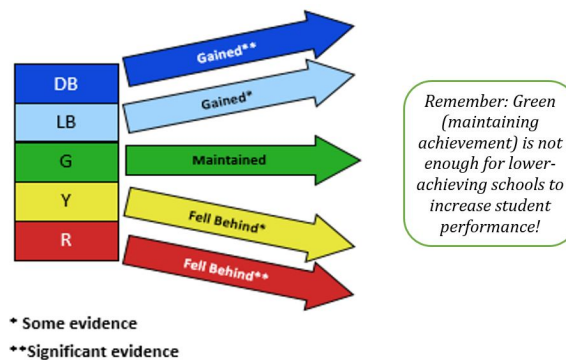 DB
LB
G
Y
R
Gained**
Gained*
Maintained
Fell Behind*
Fell Behind**
Remember: Green
(maintaining
achievement) is not
enough for lower-
achieving schools to
increase student
performance!
* Some evidence
**Significant evidence